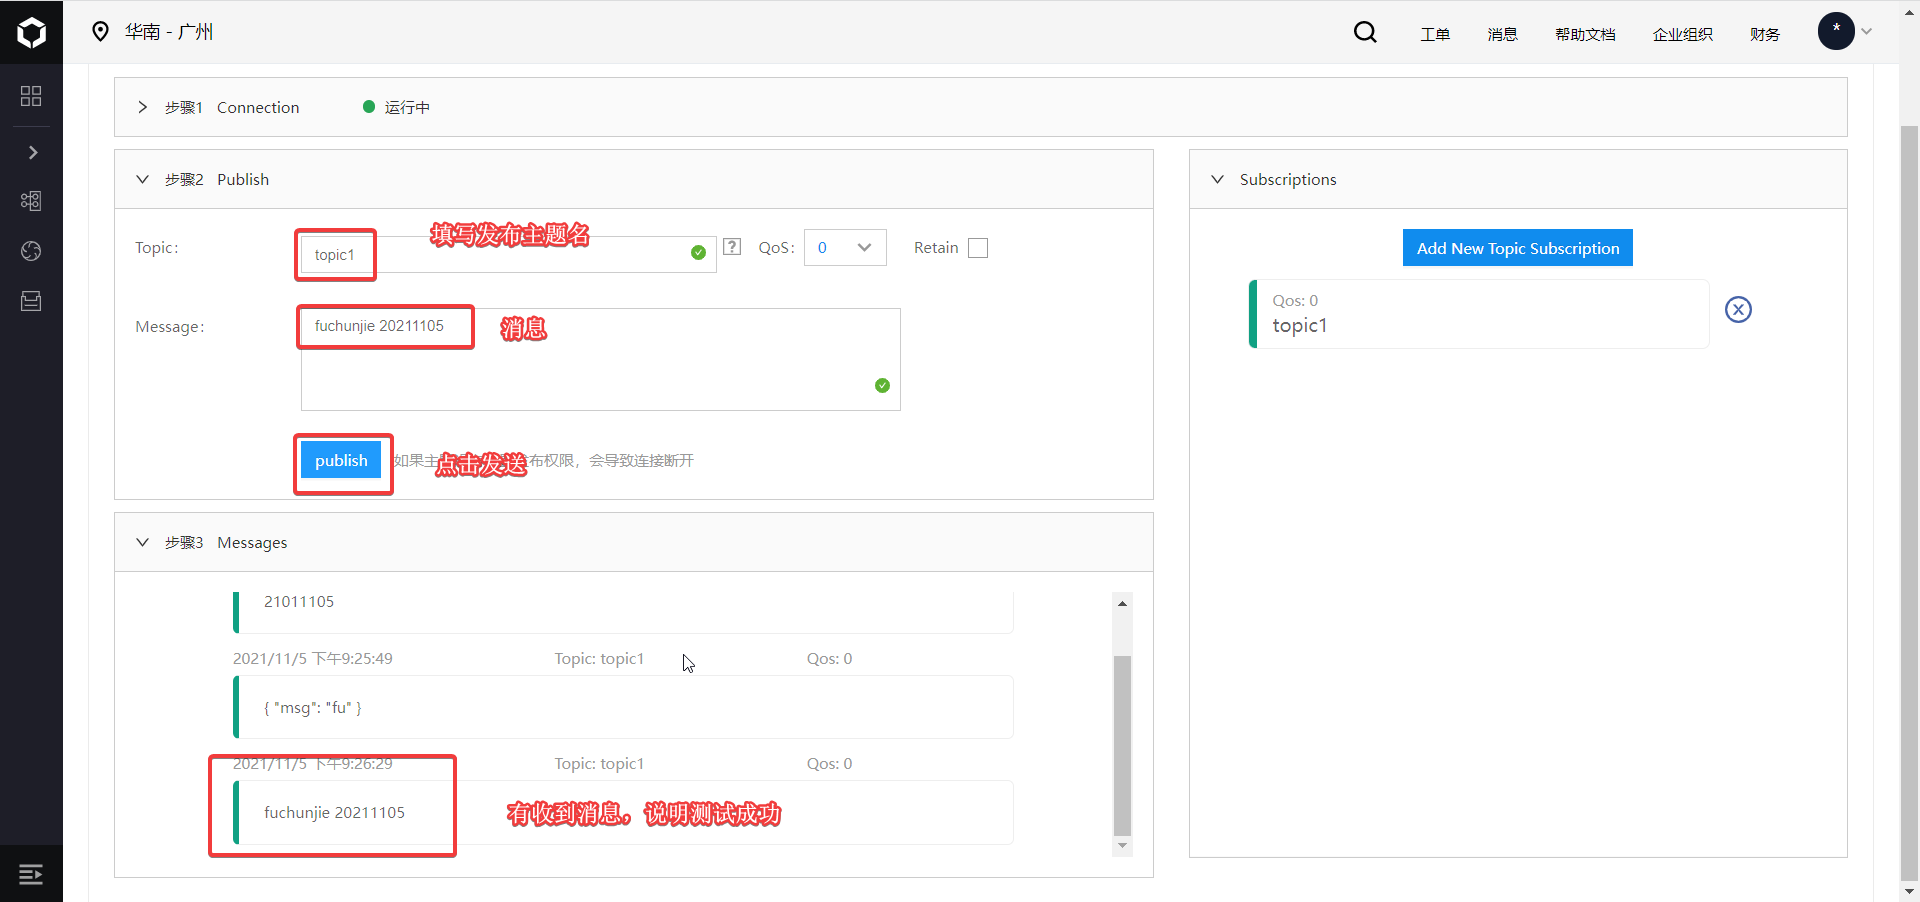 华南 - 广州
工单 消息 帮助文档 企业组织 财务 *
步骤1 Connection 运行中
步骤2 Publish
填写发布主题名
Topic: topic1 ? QoS: 0 Retain
Message: fuchunjie 20211105 消息
publish 如果主 布权限，会导致连接断开
点击发送
步骤3 Messages
21011105
2021/11/5 下午9:25:49 Topic: topic1 Qos: 0
{ "msg": "fu" }
2021/11/5 下午9:26:29 Topic: topic1 Qos: 0
fuchunjie 20211105 有收到消息，说明测试成功
Subscriptions
Add New Topic Subscription
Qos: 0
topic1